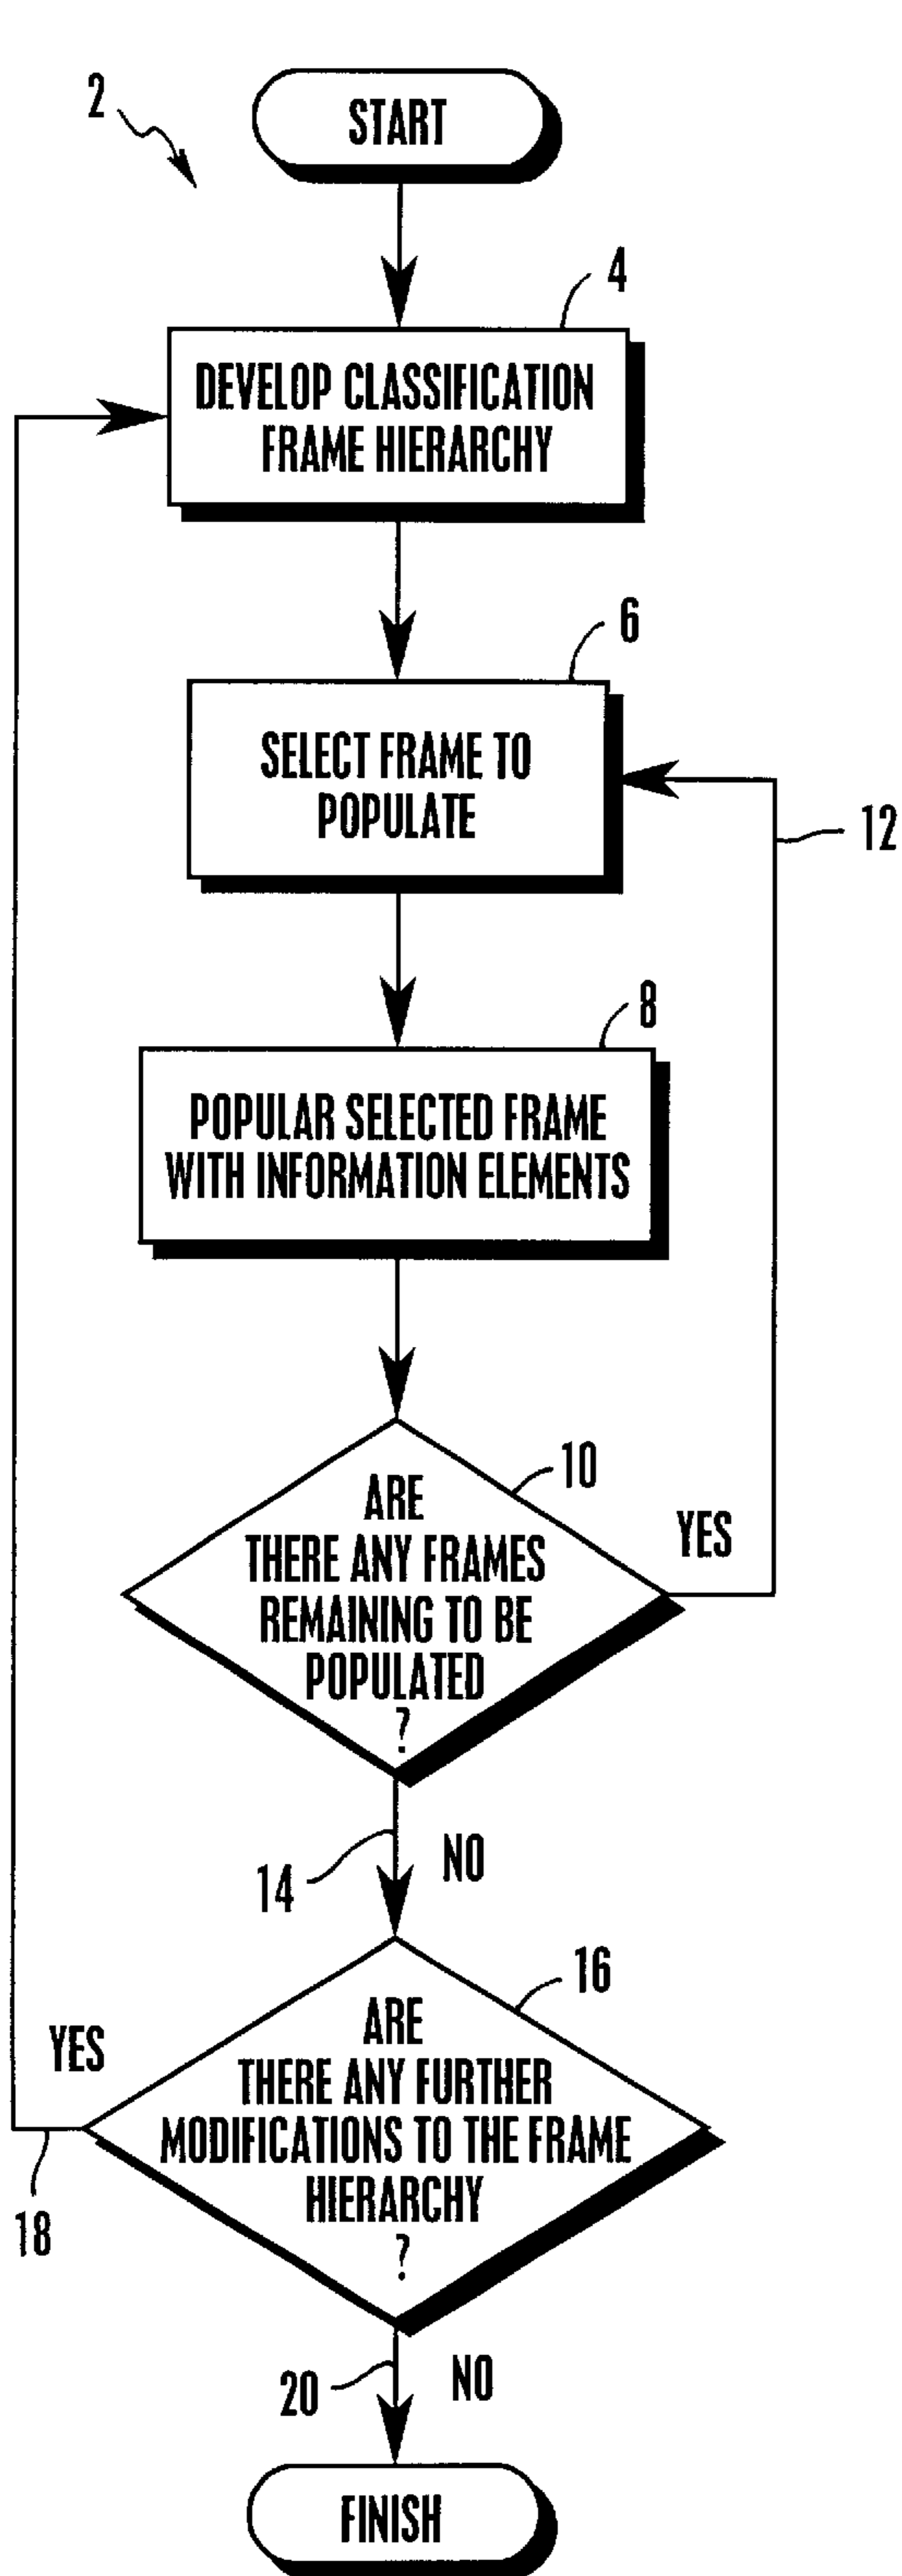 2
START
4
DEVELOP CLASSIFICATION
FRAME HIERARCHY
6
SELECT FRAME TO
POPULATE
12
8
POPULAR SELECTED FRAME
WITH INFORMATION ELEMENTS
10
ARE
THERE ANY FRAMES
REMAINING TO BE
POPULATED
?
YES
14
NO
16
ARE
THERE ANY FURTHER
MODIFICATIONS TO THE FRAME
HIERARCHY
?
YES
18
20
NO
FINISH